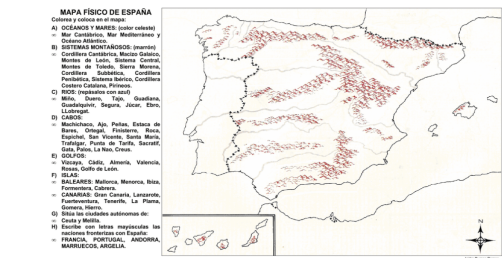 MAPA FÍSICO DE ESPAÑA
Colorea y coloca en el mapa:
A) OCÉANOS Y MARES: (color celeste)
∞ Mar Cantábrico, Mar Mediterráneo y
Océano Atlántico.
B) SISTEMAS MONTAÑOSOS: (marrón)
∞ Cordillera Cantábrica, Macizo Galaico,
Montes de León, Sistema Central,
Montes de Toledo, Sierra Morena,
Cordillera Subbética, Cordillera
Penibática, Sistema Ibérico, Cordillera
Costero Catalana, Pirineos.
C) RIOS: (repásalos con azul)
∞ Miño, Duero, Tajo, Guadiana,
Guadalquivir, Segura, Júcar, Ebro,
LLobregat.
D) CABOS:
∞ Machichaco, Ajo, Peñas, Estaca de
Bares, Ortegal, Finisterre, Roca,
Espichel, San Vicente, Santa María,
Trafalgar, Punta de Tarifa, Sacratif,
Gata, Palos, La Nao, Creus.
E) GOLFOS:
∞ Vizcaya, Cádiz, Almería, Valencia,
Rosas, Golfo de León.
F) ISLAS:
∞ BALEARES: Mallorca, Menorca, Ibiza,
Formentera, Cabrera.
∞ CANARIAS: Gran Canaria, Lanzarote,
Fuerteventura, Tenerife, La Plama,
Gomera, Hierro.
G) Sitúa las ciudades autónomas de:
∞ Ceuta y Melilla.
H) Escribe con letras mayúsculas las
naciones fronterizas con España:
∞ FRANCIA, PORTUGAL, ANDORRA,
MARRUECOS, ARGELIA.